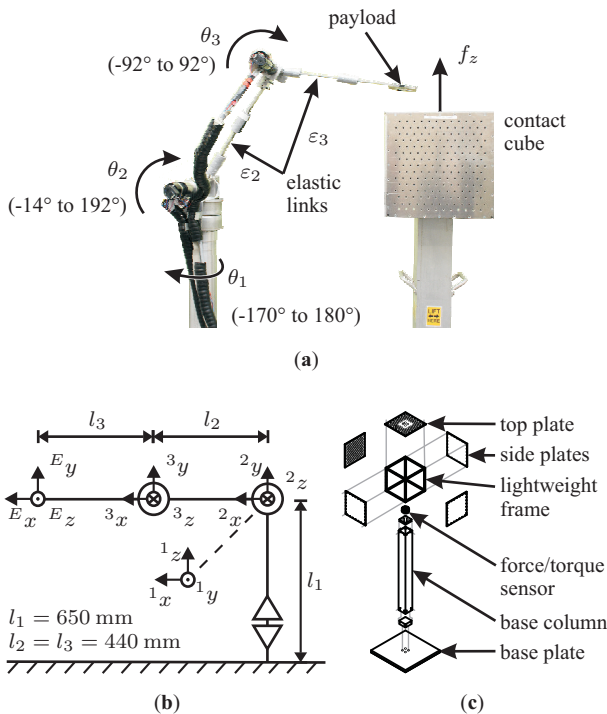 payload
θ3
(-92° to 92°)
fz
contact
cube
ε3
θ2
ε2
elastic
links
(-14° to 192°)
θ1
(-170° to 180°)
LIFT
HERE
(a)
l3
l2
Ey
3y
2y
2z
Ex
Ez
3x
3z
2x
1z
l1
1x
1y
l1 = 650 mm
l2 = l3 = 440 mm
(b)
top plate
side plates
lightweight
frame
force/torque
sensor
base column
base plate
(c)